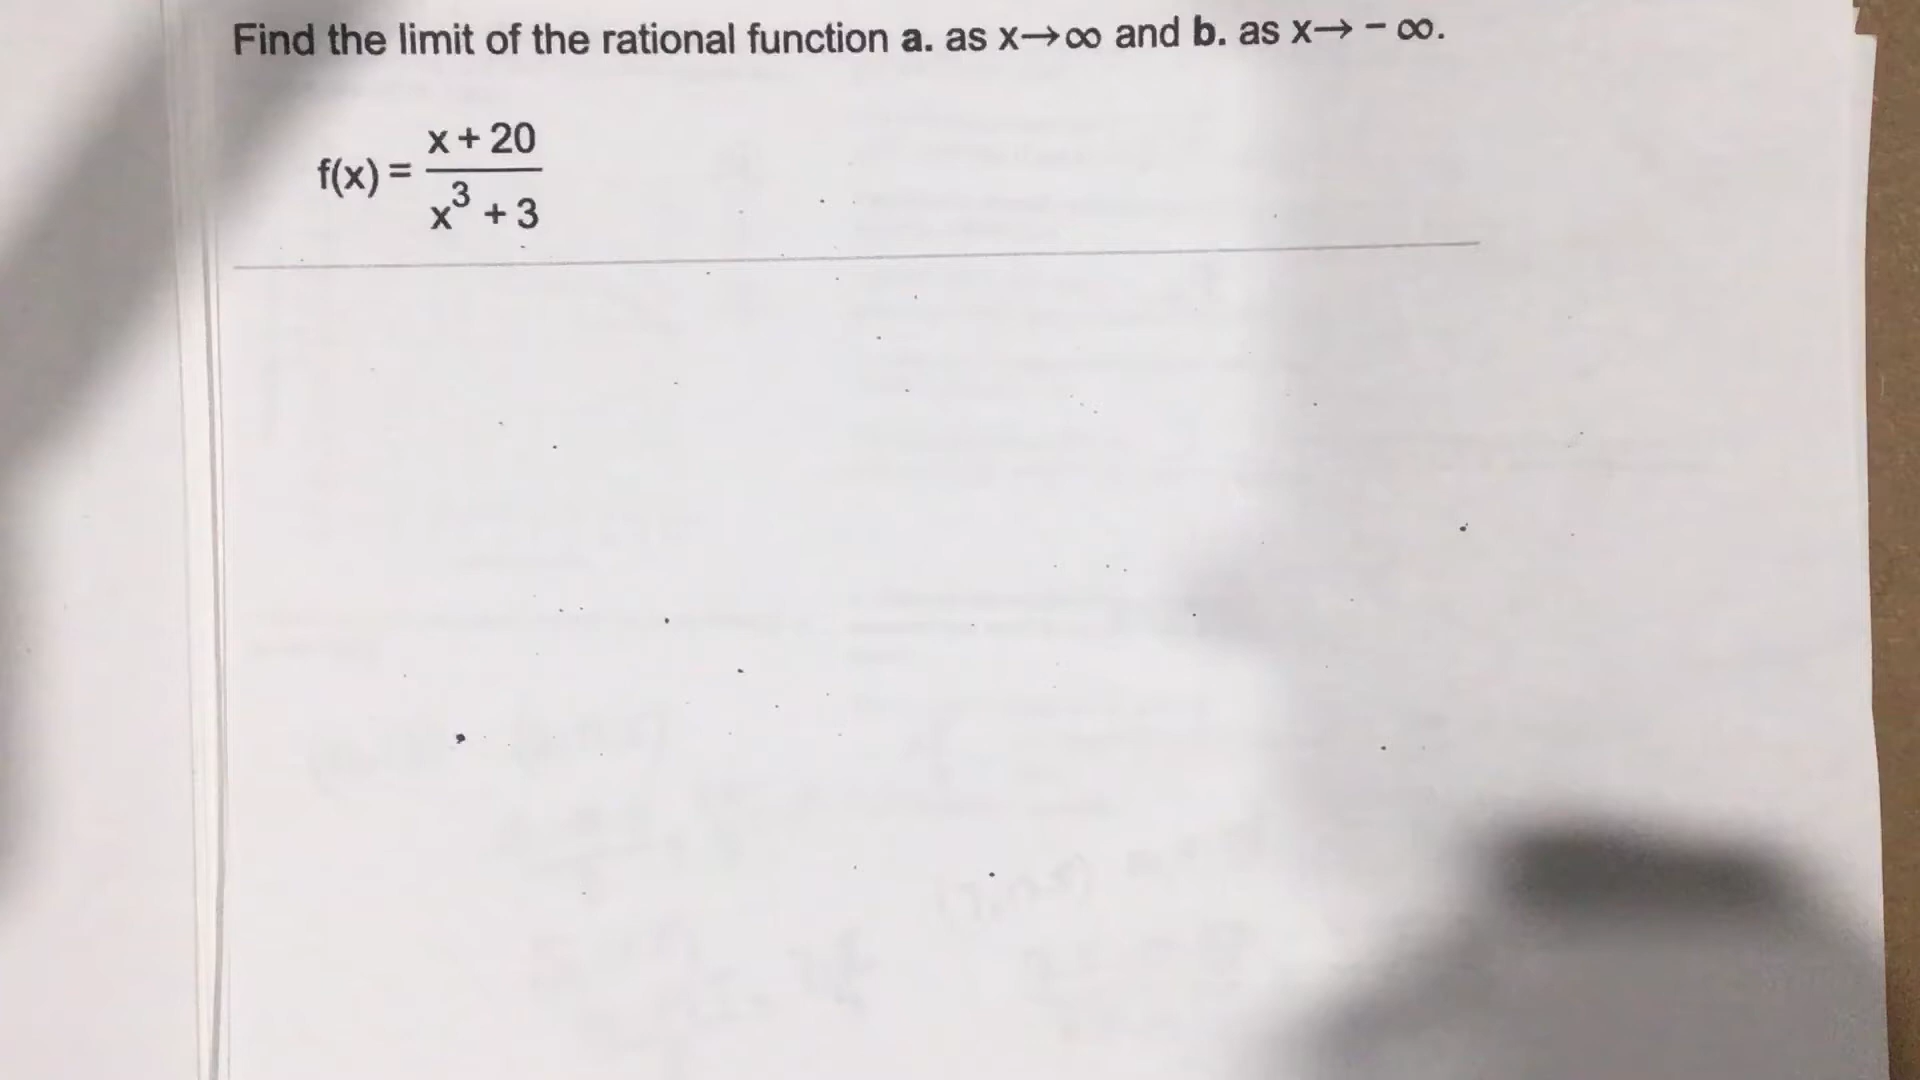 Find the limit of the rational function a. as x→∞ and b. as x→ - ∞.
f(x) = x + 20
x³ + 3